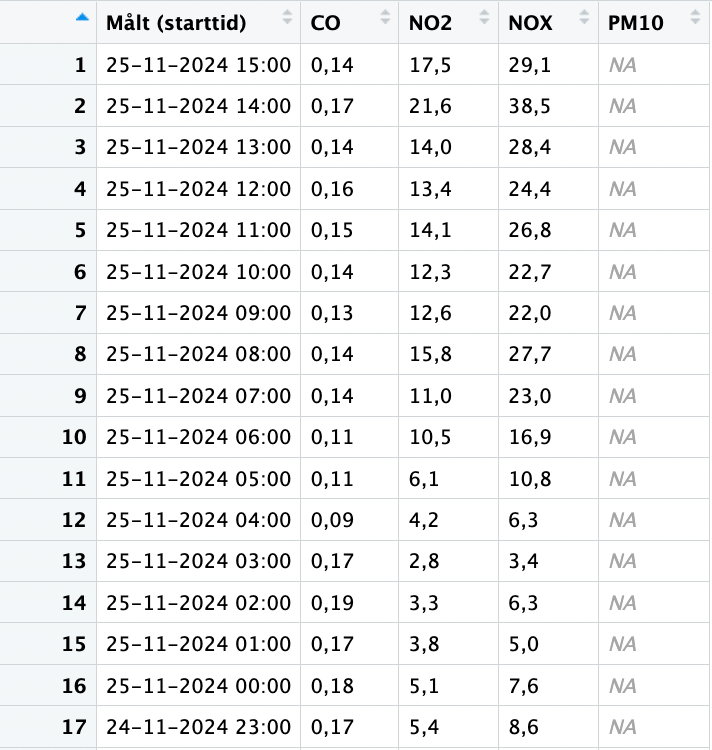 Målt (starttid) CO NO2 NOX PM10
1 25-11-2024 15:00 0,14 17,5 29,1 NA
2 25-11-2024 14:00 0,17 21,6 38,5 NA
3 25-11-2024 13:00 0,14 14,0 28,4 NA
4 25-11-2024 12:00 0,16 13,4 24,4 NA
5 25-11-2024 11:00 0,15 14,1 26,8 NA
6 25-11-2024 10:00 0,14 12,3 22,7 NA
7 25-11-2024 09:00 0,13 12,6 22,0 NA
8 25-11-2024 08:00 0,14 15,8 27,7 NA
9 25-11-2024 07:00 0,14 11,0 23,0 NA
10 25-11-2024 06:00 0,11 10,5 16,9 NA
11 25-11-2024 05:00 0,11 6,1 10,8 NA
12 25-11-2024 04:00 0,09 4,2 6,3 NA
13 25-11-2024 03:00 0,17 2,8 3,4 NA
14 25-11-2024 02:00 0,19 3,3 6,3 NA
15 25-11-2024 01:00 0,17 3,8 5,0 NA
16 25-11-2024 00:00 0,18 5,1 7,6 NA
17 24-11-2024 23:00 0,17 5,4 8,6 NA